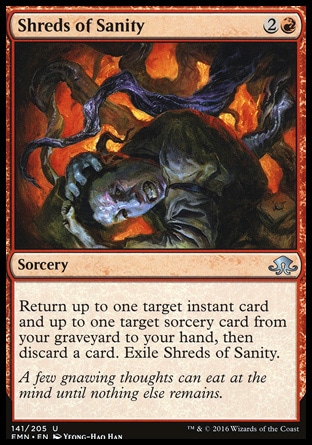 Shreds of Sanity 2
Sorcery
Return up to one target instant card
and up to one target sorcery card from
your graveyard to your hand, then
discard a card. Exile Shreds of Sanity.
A few gnawing thoughts can eat at the
mind until nothing else remains.
141/205 U
EMN • EN Yeong-Hao Han
™ & © 2016 Wizards of the Coast